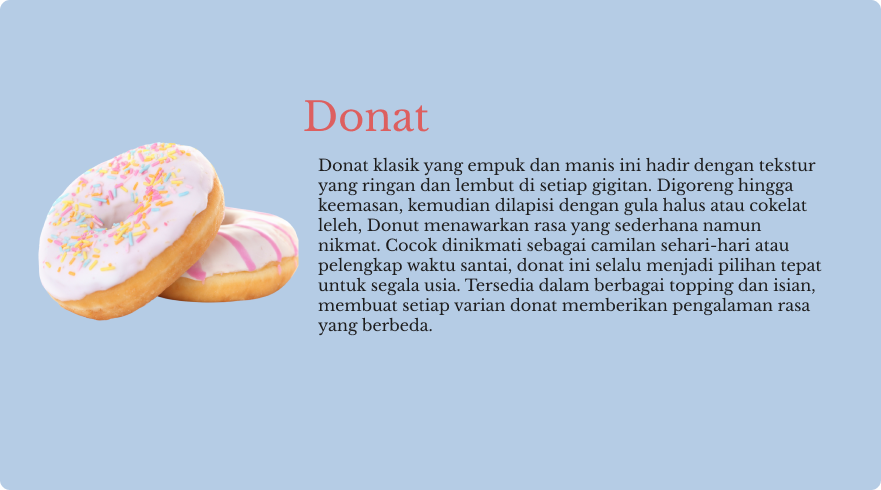 Donat
Donat klasik yang empuk dan manis ini hadir dengan tekstur
yang ringan dan lembut di setiap gigitan. Digoreng hingga
keemasan, kemudian dilapisi dengan gula halus atau cokelat
leleh, Donut menawarkan rasa yang sederhana namun
nikmat. Cocok dinikmati sebagai camilan sehari-hari atau
pelengkap waktu santai, donat ini selalu menjadi pilihan tepat
untuk segala usia. Tersedia dalam berbagai topping dan isian,
membuat setiap varian donat memberikan pengalaman rasa
yang berbeda.